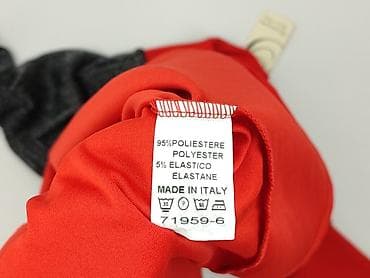 95%POLIESTERE
POLYESTER
5% ELASTICO
ELASTANE
MADE IN ITALY
71959-6